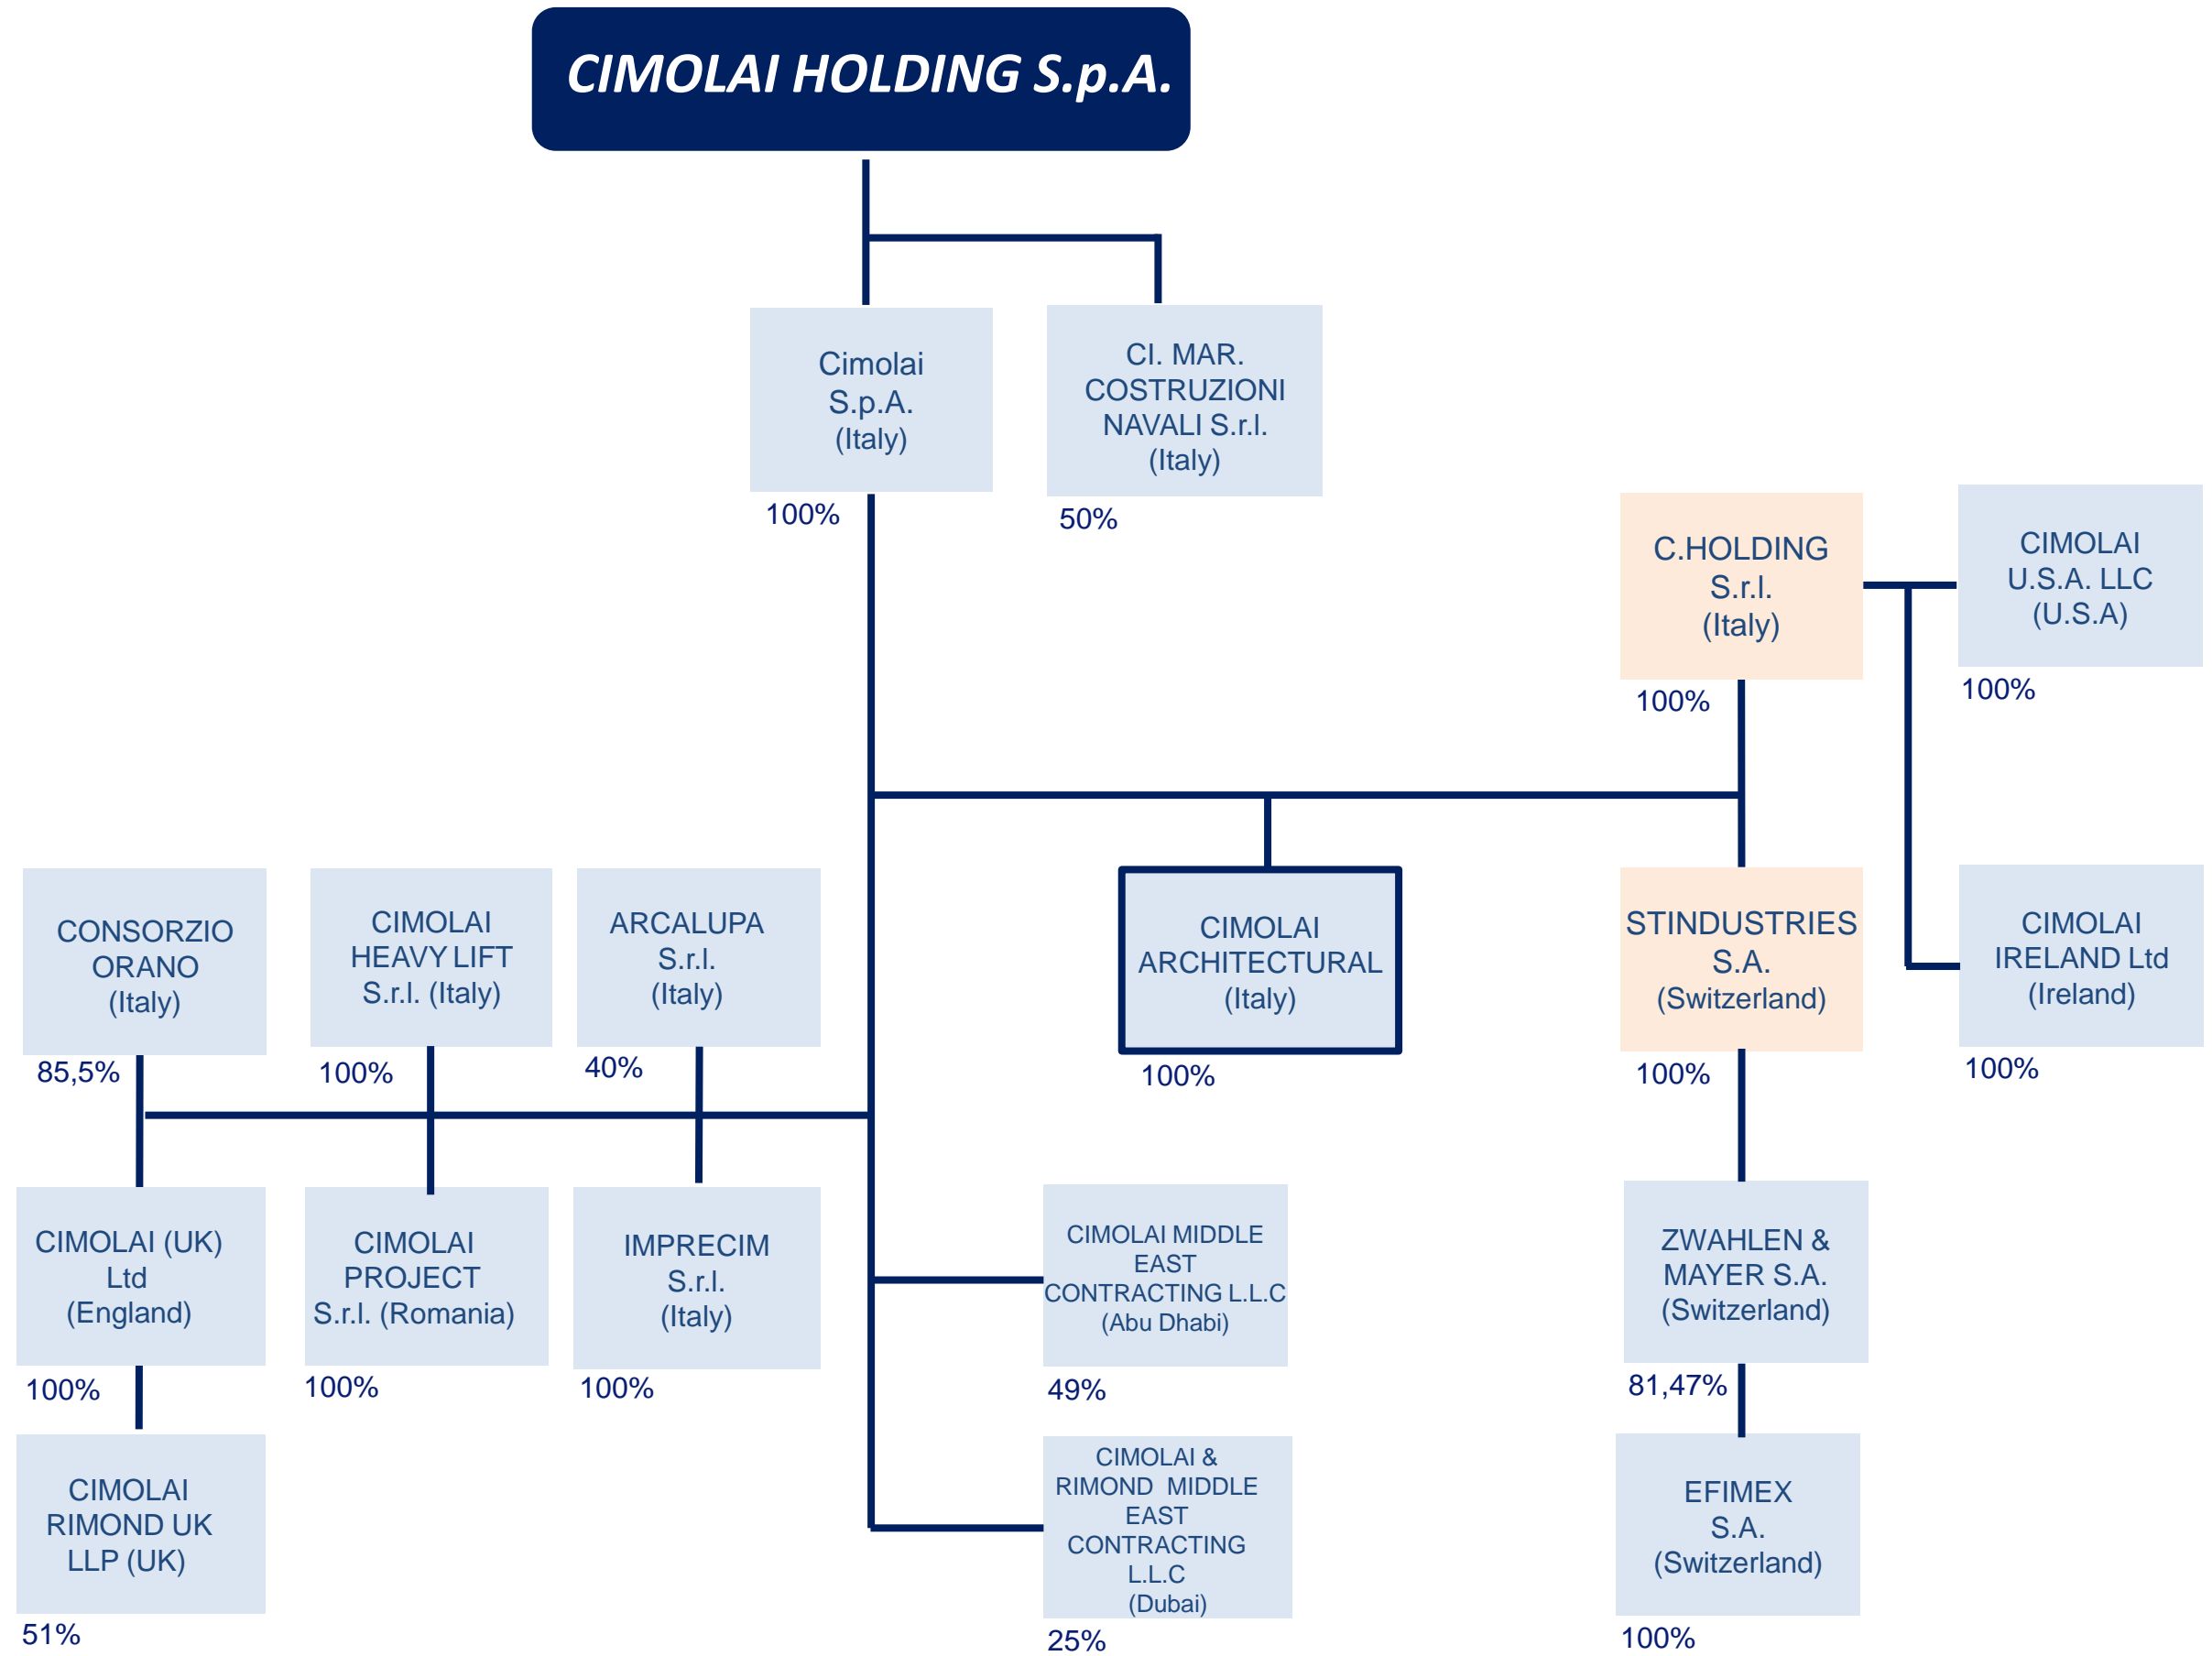 CIMOLAI HOLDING S.p.A.
Cimolai
S.p.A.
(Italy)
100%
CI. MAR.
COSTRUZIONI
NAVALI S.r.l.
(Italy)
50%
C.HOLDING
S.r.l.
(Italy)
100%
CIMOLAI
U.S.A. LLC
(U.S.A)
100%
CONSORZIO
ORANO
(Italy)
85,5%
CIMOLAI
HEAVY LIFT
S.r.l. (Italy)
100%
ARCALUPA
S.r.l.
(Italy)
40%
CIMOLAI
ARCHITECTURAL
(Italy)
100%
STINDUSTRIES
S.A.
(Switzerland)
100%
CIMOLAI
IRELAND Ltd
(Ireland)
100%
CIMOLAI (UK)
Ltd
(England)
100%
CIMOLAI
PROJECT
S.r.l. (Romania)
100%
IMPRECIM
S.r.l.
(Italy)
100%
CIMOLAI MIDDLE
EAST
CONTRACTING L.L.C
(Abu Dhabi)
49%
ZWAHLEN &
MAYER S.A.
(Switzerland)
81,47%
CIMOLAI
RIMOND UK
LLP (UK)
51%
CIMOLAI &
RIMOND MIDDLE
EAST
CONTRACTING
L.L.C
(Dubai)
25%
EFIMEX
S.A.
(Switzerland)
100%